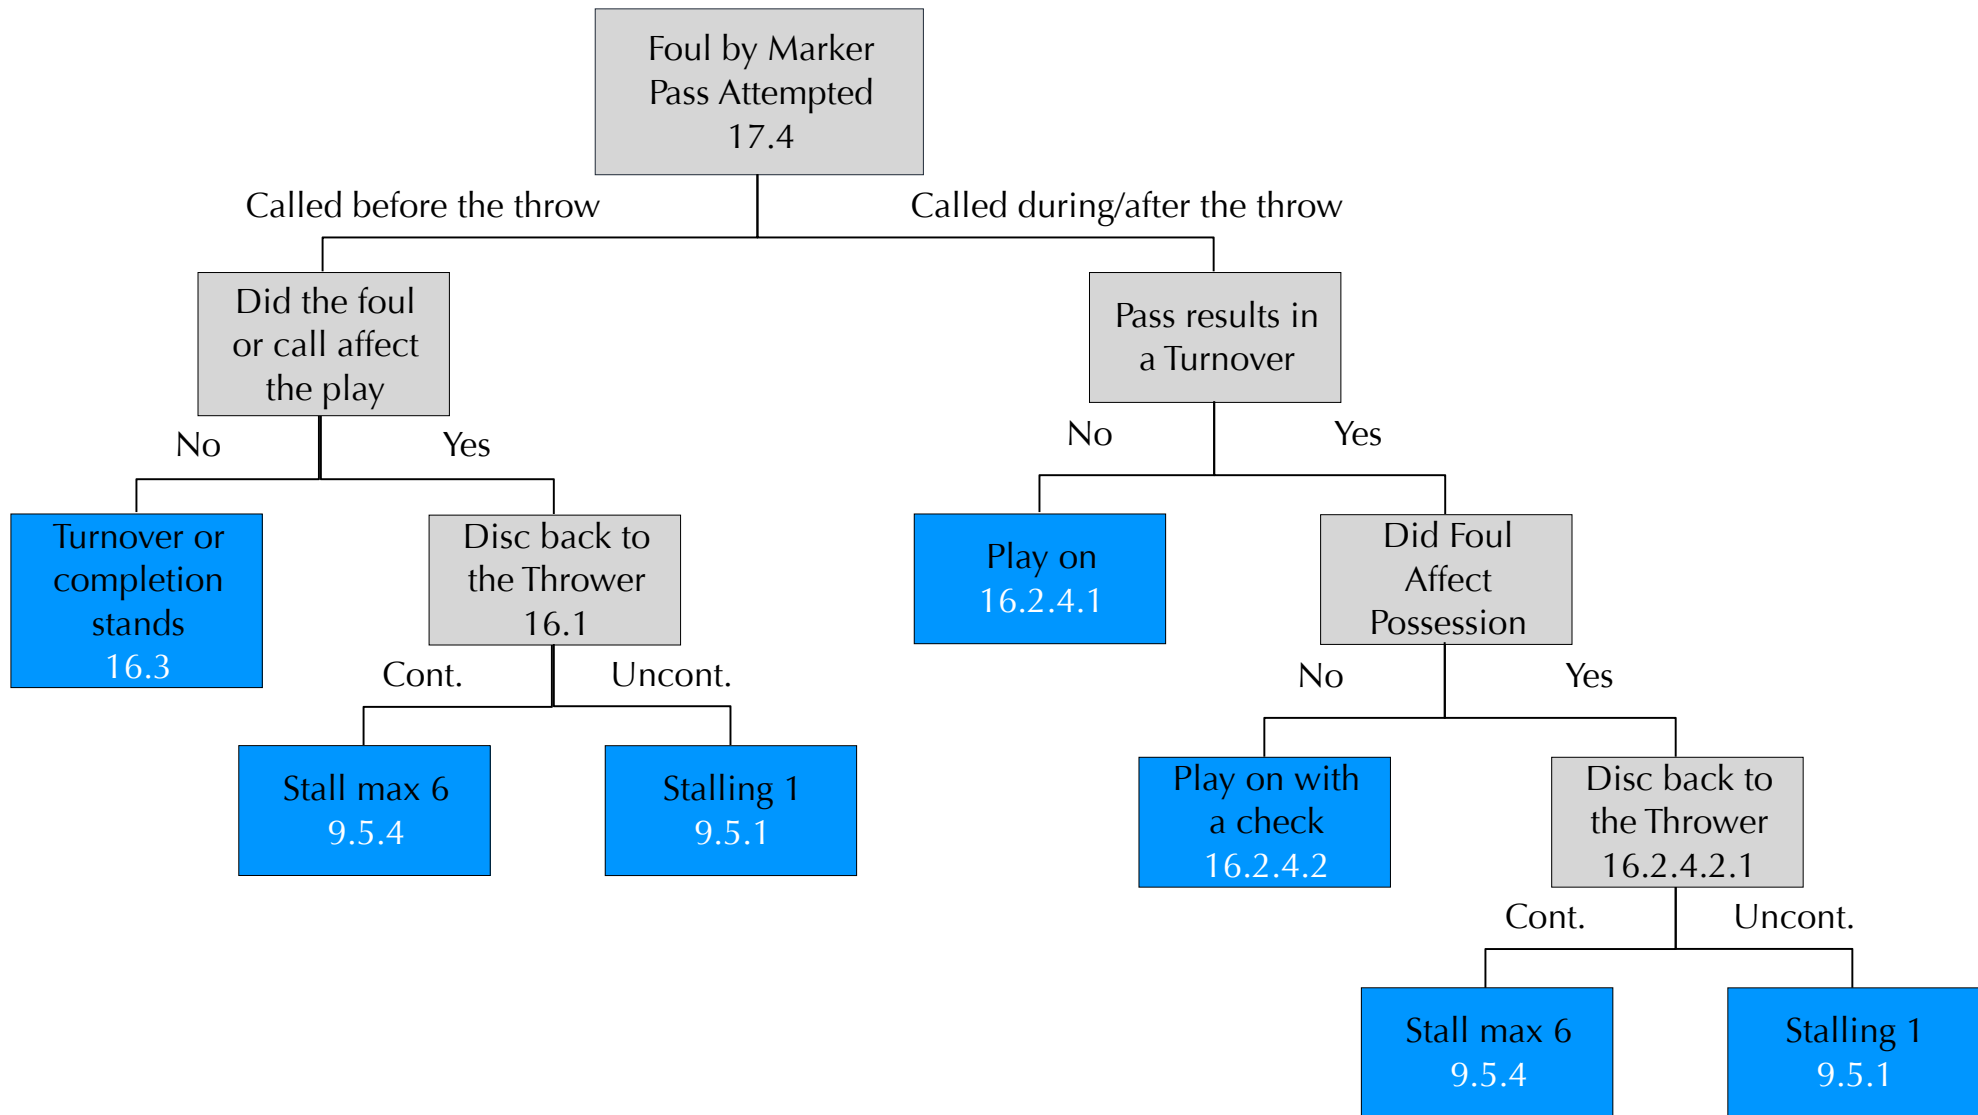 Foul by Marker
Pass Attempted
17.4
Called before the throw
Called during/after the throw
Did the foul
or call affect
the play
Pass results in
a Turnover
No
Yes
No
Yes
Turnover or
completion
stands
16.3
Disc back to
the Thrower
16.1
Play on
16.2.4.1
Did Foul
Affect
Possession
Cont.
Uncont.
No
Yes
Stall max 6
9.5.4
Stalling 1
9.5.1
Play on with
a check
16.2.4.2
Disc back to
the Thrower
16.2.4.2.1
Cont.
Uncont.
Stall max 6
9.5.4
Stalling 1
9.5.1